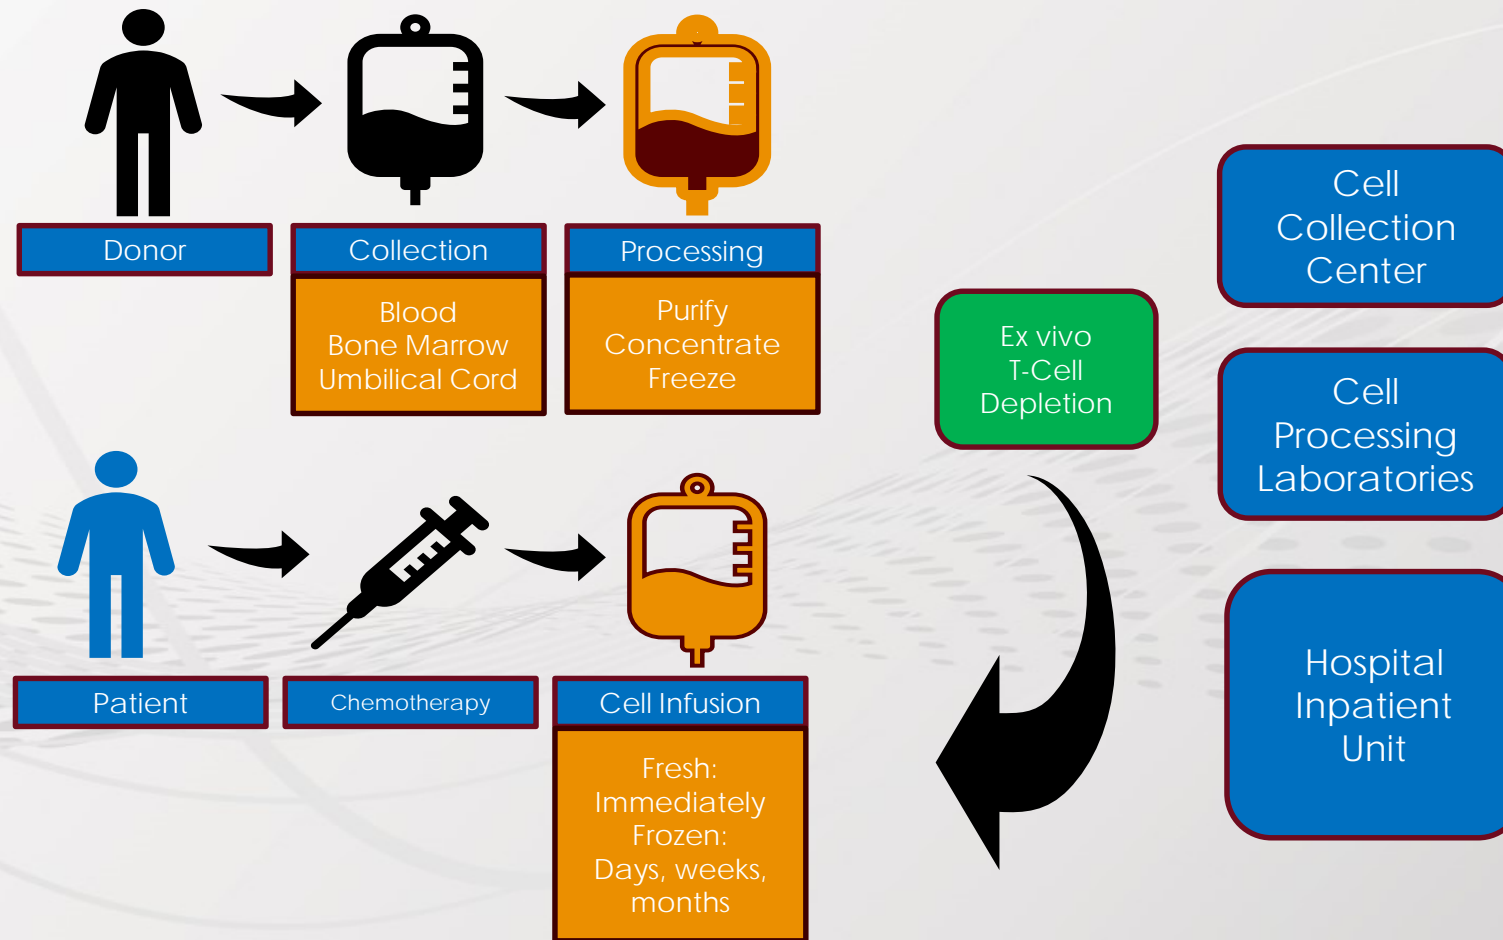 Donor
Collection
Processing
Blood
Bone Marrow
Umbilical Cord
Purify
Concentrate
Freeze
Ex vivo
T-Cell
Depletion
Cell
Collection
Center
Cell
Processing
Laboratories
Patient
Chemotherapy
Cell Infusion
Fresh:
Immediately
Frozen:
Days, weeks,
months
Hospital
Inpatient
Unit